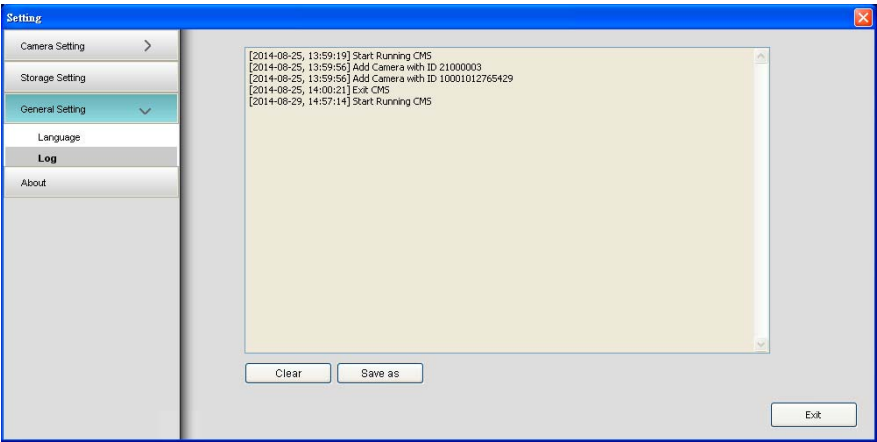 Setting
Camera Setting
Storage Setting
General Setting
Language
Log
About
[2014-08-25, 13:59:19] Start Running CMS
[2014-08-25, 13:59:56] Add Camera with ID 21000003
[2014-08-25, 13:59:56] Add Camera with ID 10001012765429
[2014-08-25, 14:00:21] Exit CMS
[2014-08-29, 14:57:14] Start Running CMS
Clear
Save as
Exit